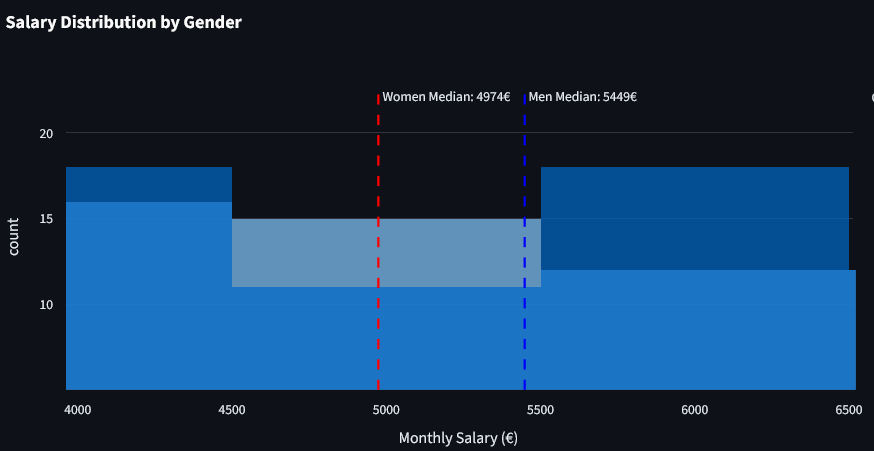 Salary Distribution by Gender
Women Median: 4974€
Men Median: 5449€
20
15
10
count
4000
4500
5000
5500
6000
6500
Monthly Salary (€)